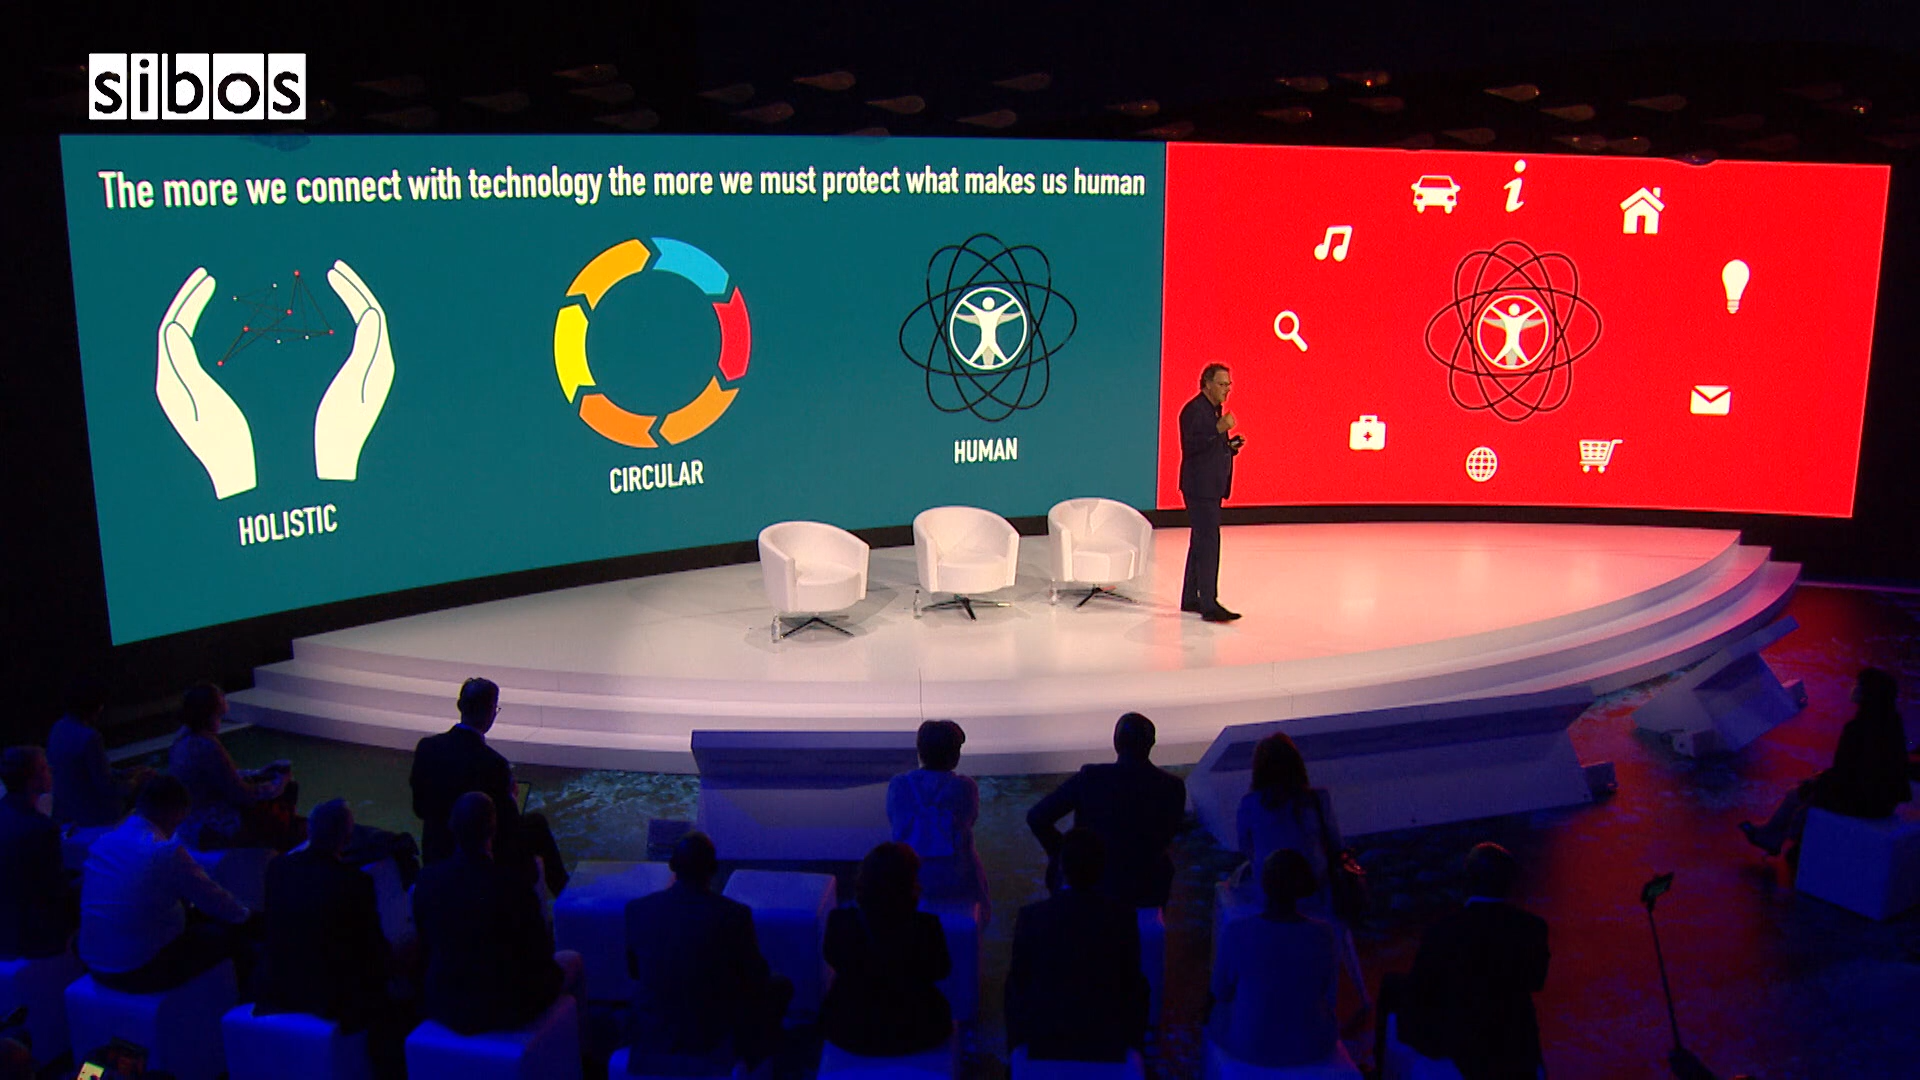 sibos
The more we connect with technology the more we must protect what makes us human
HOLISTIC
CIRCULAR
HUMAN